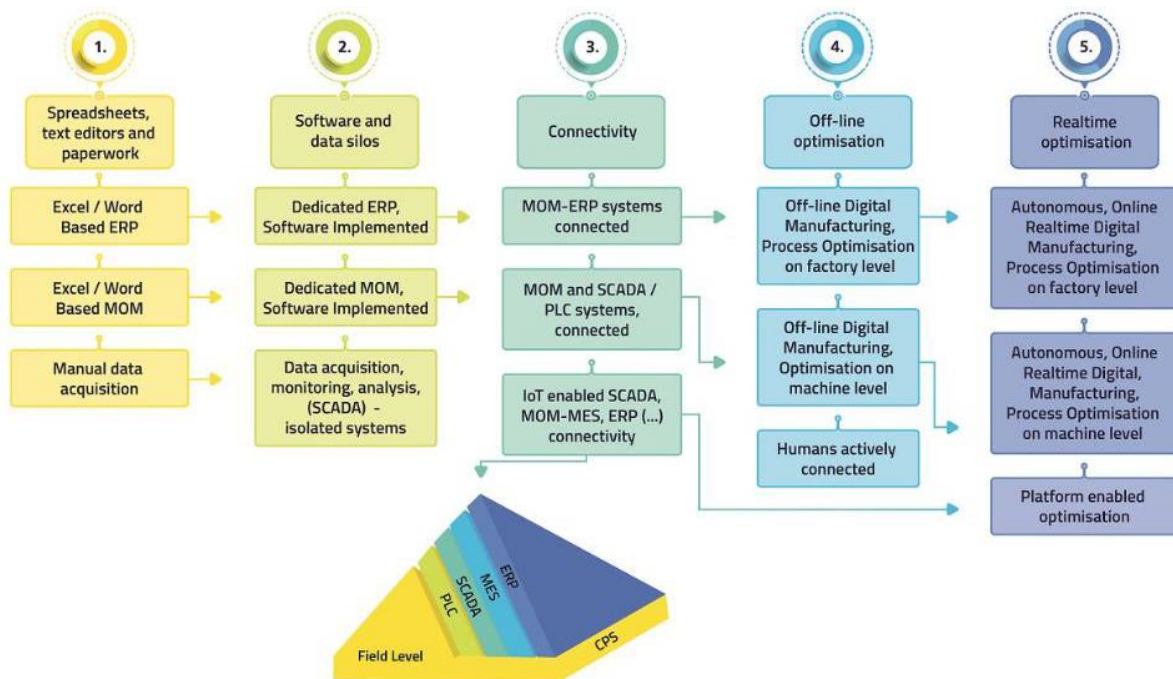 1.
Spreadsheets,
text editors and
paperwork
Excel / Word
Based ERP
Excel / Word
Based MOM
Manual data
acquisition
2.
Software and
data silos
Dedicated ERP,
Software Implemented
Dedicated MOM,
Software Implemented
Data acquisition,
monitoring, analysis,
(SCADA) -
isolated systems
3.
Connectivity
MOM-ERP systems
connected
MOM and SCADA /
PLC systems,
connected
IoT enabled SCADA,
MOM-MES, ERP (...)
connectivity
4.
Off-line
optimisation
Off-line Digital
Manufacturing,
Process Optimisation
on factory level
Off-line Digital
Manufacturing,
Optimisation on
machine level
Humans actively
connected
5.
Realtime
optimisation
Autonomous, Online
Realtime Digital
Manufacturing,
Process Optimisation
on factory level
Autonomous, Online
Realtime Digital,
Manufacturing,
Process Optimisation
on machine level
Platform enabled
optimisation
Field Level
PLC
SCADA
MES
ERP
CPS